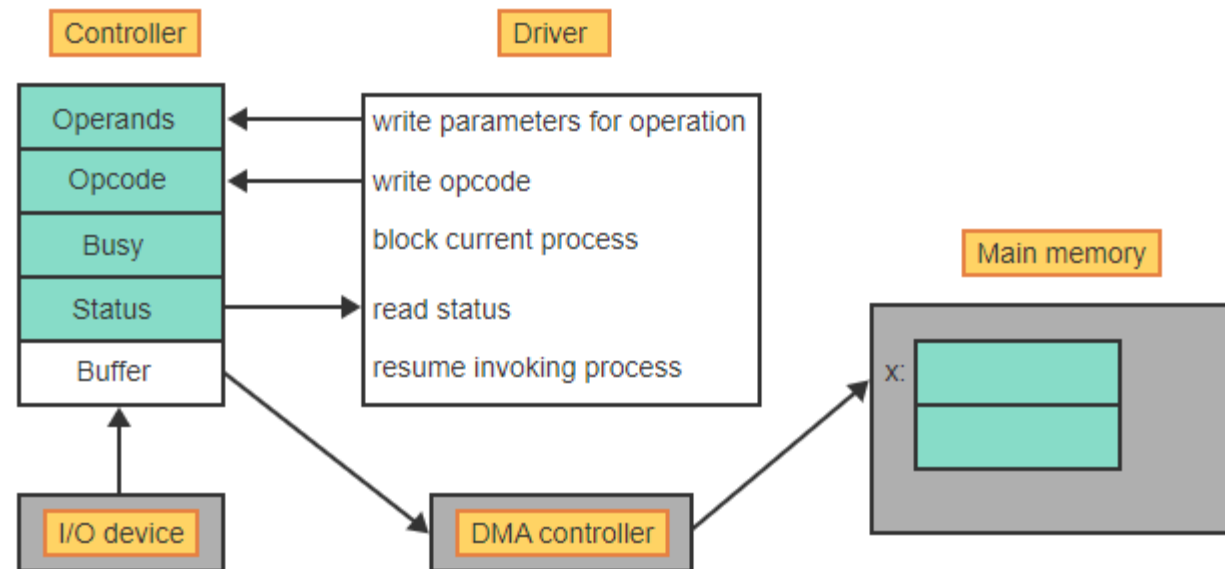 Controller
Driver
Operands
write parameters for operation
Opcode
write opcode
Busy
block current process
Main memory
Status
read status
Buffer
resume invoking process
x:
I/O device
DMA controller